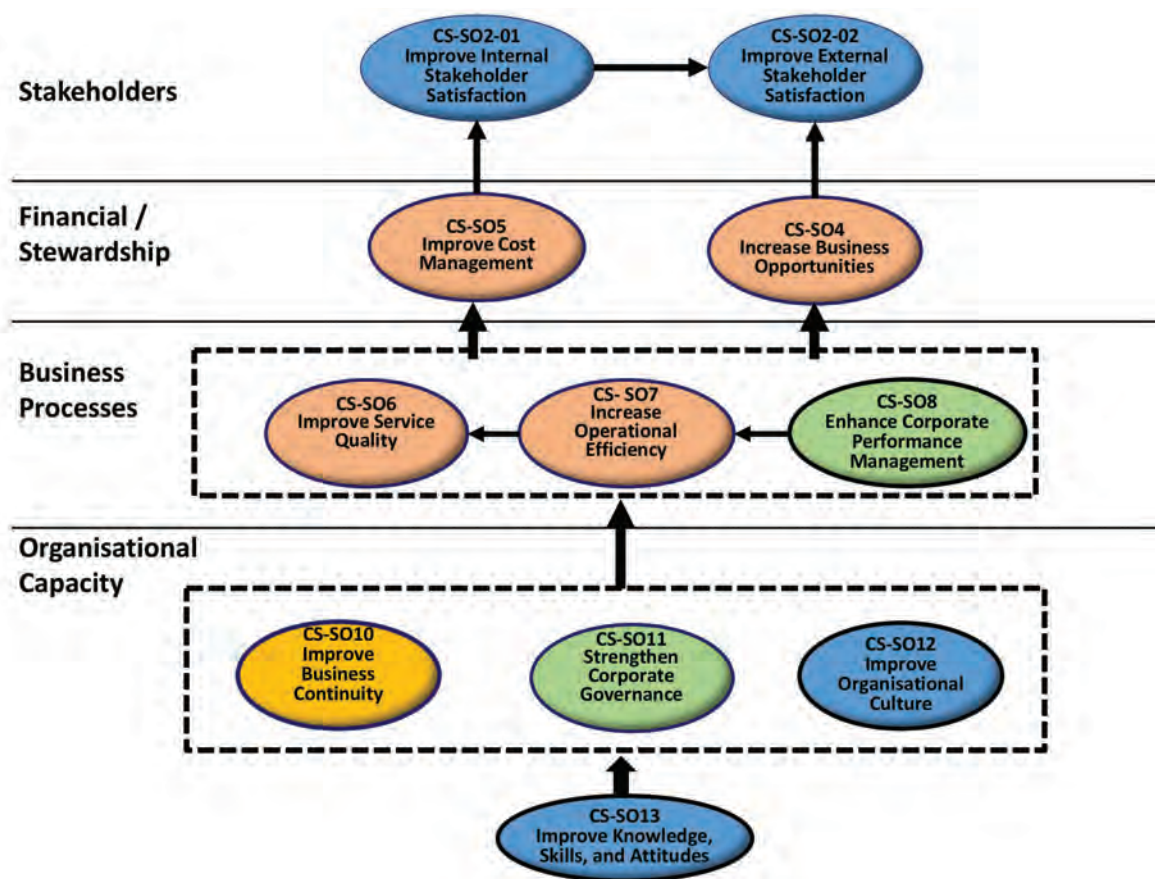 CS-SO2-01
Improve Internal
Stakeholder
Satisfaction
CS-SO2-02
Improve External
Stakeholder
Satisfaction
Stakeholders
Financial /
Stewardship
CS-SO5
Improve Cost
Management
CS-SO4
Increase Business
Opportunities
Business
Processes
CS-SO6
Improve Service
Quality
CS- SO7
Increase
Operational
Efficiency
CS-SO8
Enhance Corporate
Performance
Management
Organisational
Capacity
CS-SO10
Improve
Business
Continuity
CS-SO11
Strengthen
Corporate
Governance
CS-SO12
Improve
Organisational
Culture
CS-SO13
Improve Knowledge,
Skills, and Attitudes